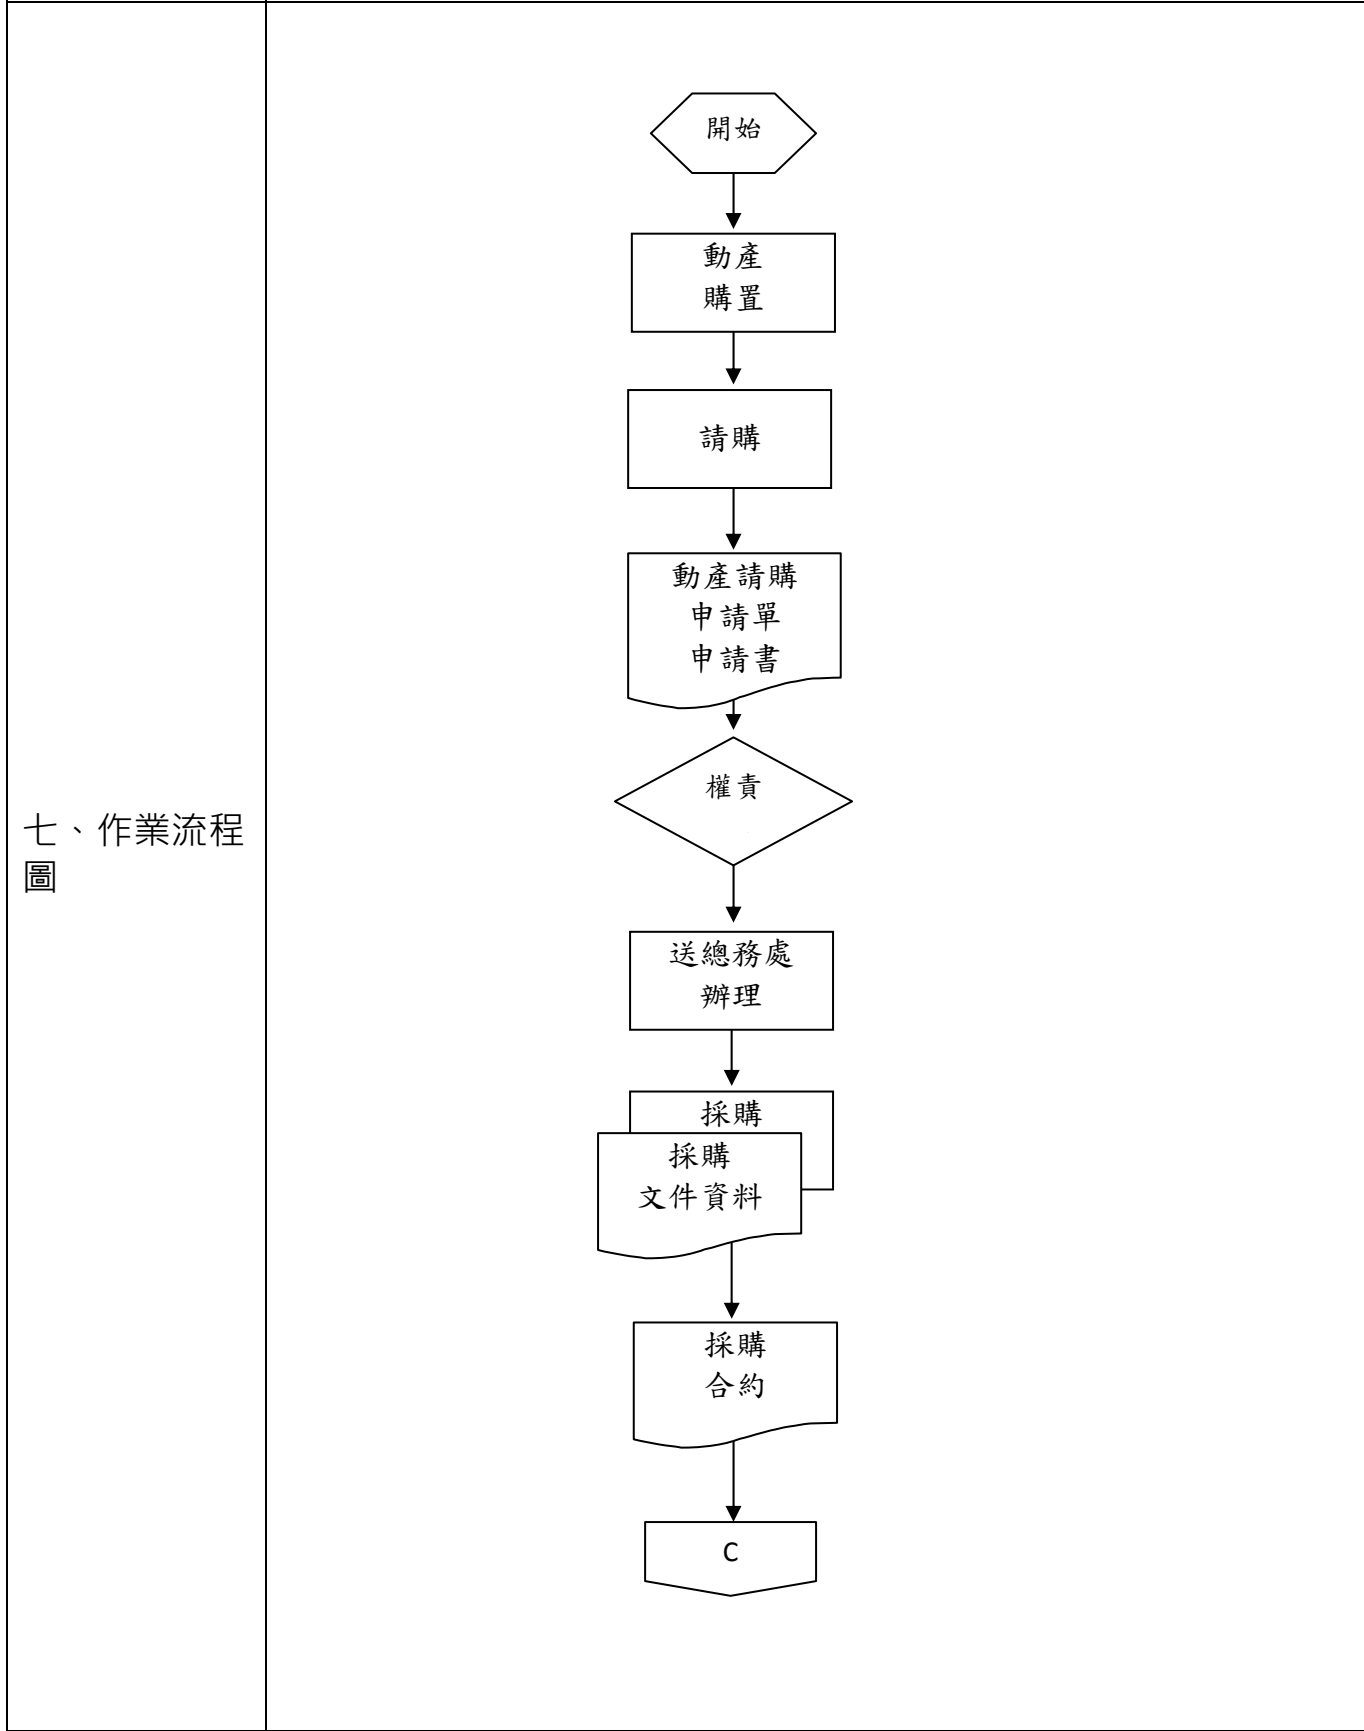 七、作業流程
圖
開始
動產
購置
請購
動產請購
申請單
申請書
權責
送總務處
辦理
採購
採購
文件資料
採購
合約
C